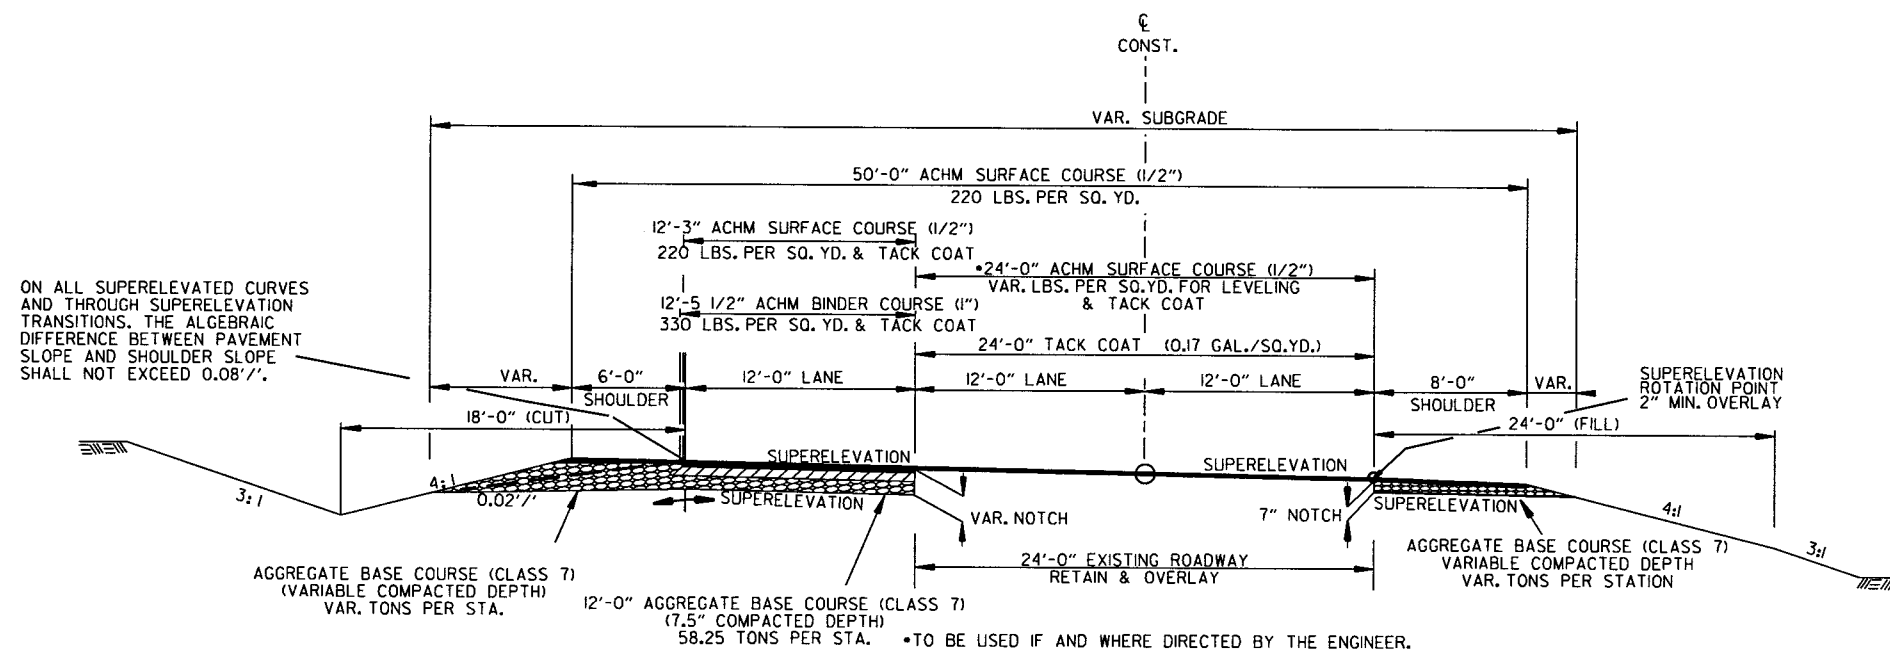 ℄
CONST.
VAR. SUBGRADE
50'-0" ACHM SURFACE COURSE (1/2")
220 LBS. PER SQ. YD.
12'-3" ACHM SURFACE COURSE (1/2")
220 LBS. PER SQ. YD. & TACK COAT
•24'-0" ACHM SURFACE COURSE (1/2")
VAR. LBS. PER SQ.YD. FOR LEVELING
& TACK COAT
12'-5 1/2" ACHM BINDER COURSE (1")
330 LBS. PER SQ. YD. & TACK COAT
24'-0" TACK COAT (0.17 GAL./SQ.YD.)
ON ALL SUPERELEVATED CURVES
AND THROUGH SUPERELEVATION
TRANSITIONS. THE ALGEBRAIC
DIFFERENCE BETWEEN PAVEMENT
SLOPE AND SHOULDER SLOPE
SHALL NOT EXCEED 0.08'/'.
VAR.
6'-0"
SHOULDER
12'-0" LANE
12'-0" LANE
12'-0" LANE
8'-0"
SHOULDER
VAR.
SUPERELEVATION
ROTATION POINT
2" MIN. OVERLAY
18'-0" (CUT)
24'-0" (FILL)
SUPERELEVATION
SUPERELEVATION
3:1
4:1
0.02'/'
SUPERELEVATION
VAR. NOTCH
7" NOTCH
SUPERELEVATION
4:1
3:1
24'-0" EXISTING ROADWAY
RETAIN & OVERLAY
AGGREGATE BASE COURSE (CLASS 7)
VARIABLE COMPACTED DEPTH
VAR. TONS PER STATION
AGGREGATE BASE COURSE (CLASS 7)
(VARIABLE COMPACTED DEPTH)
VAR. TONS PER STA.
12'-0" AGGREGATE BASE COURSE (CLASS 7)
(7.5" COMPACTED DEPTH)
58.25 TONS PER STA.
•TO BE USED IF AND WHERE DIRECTED BY THE ENGINEER.